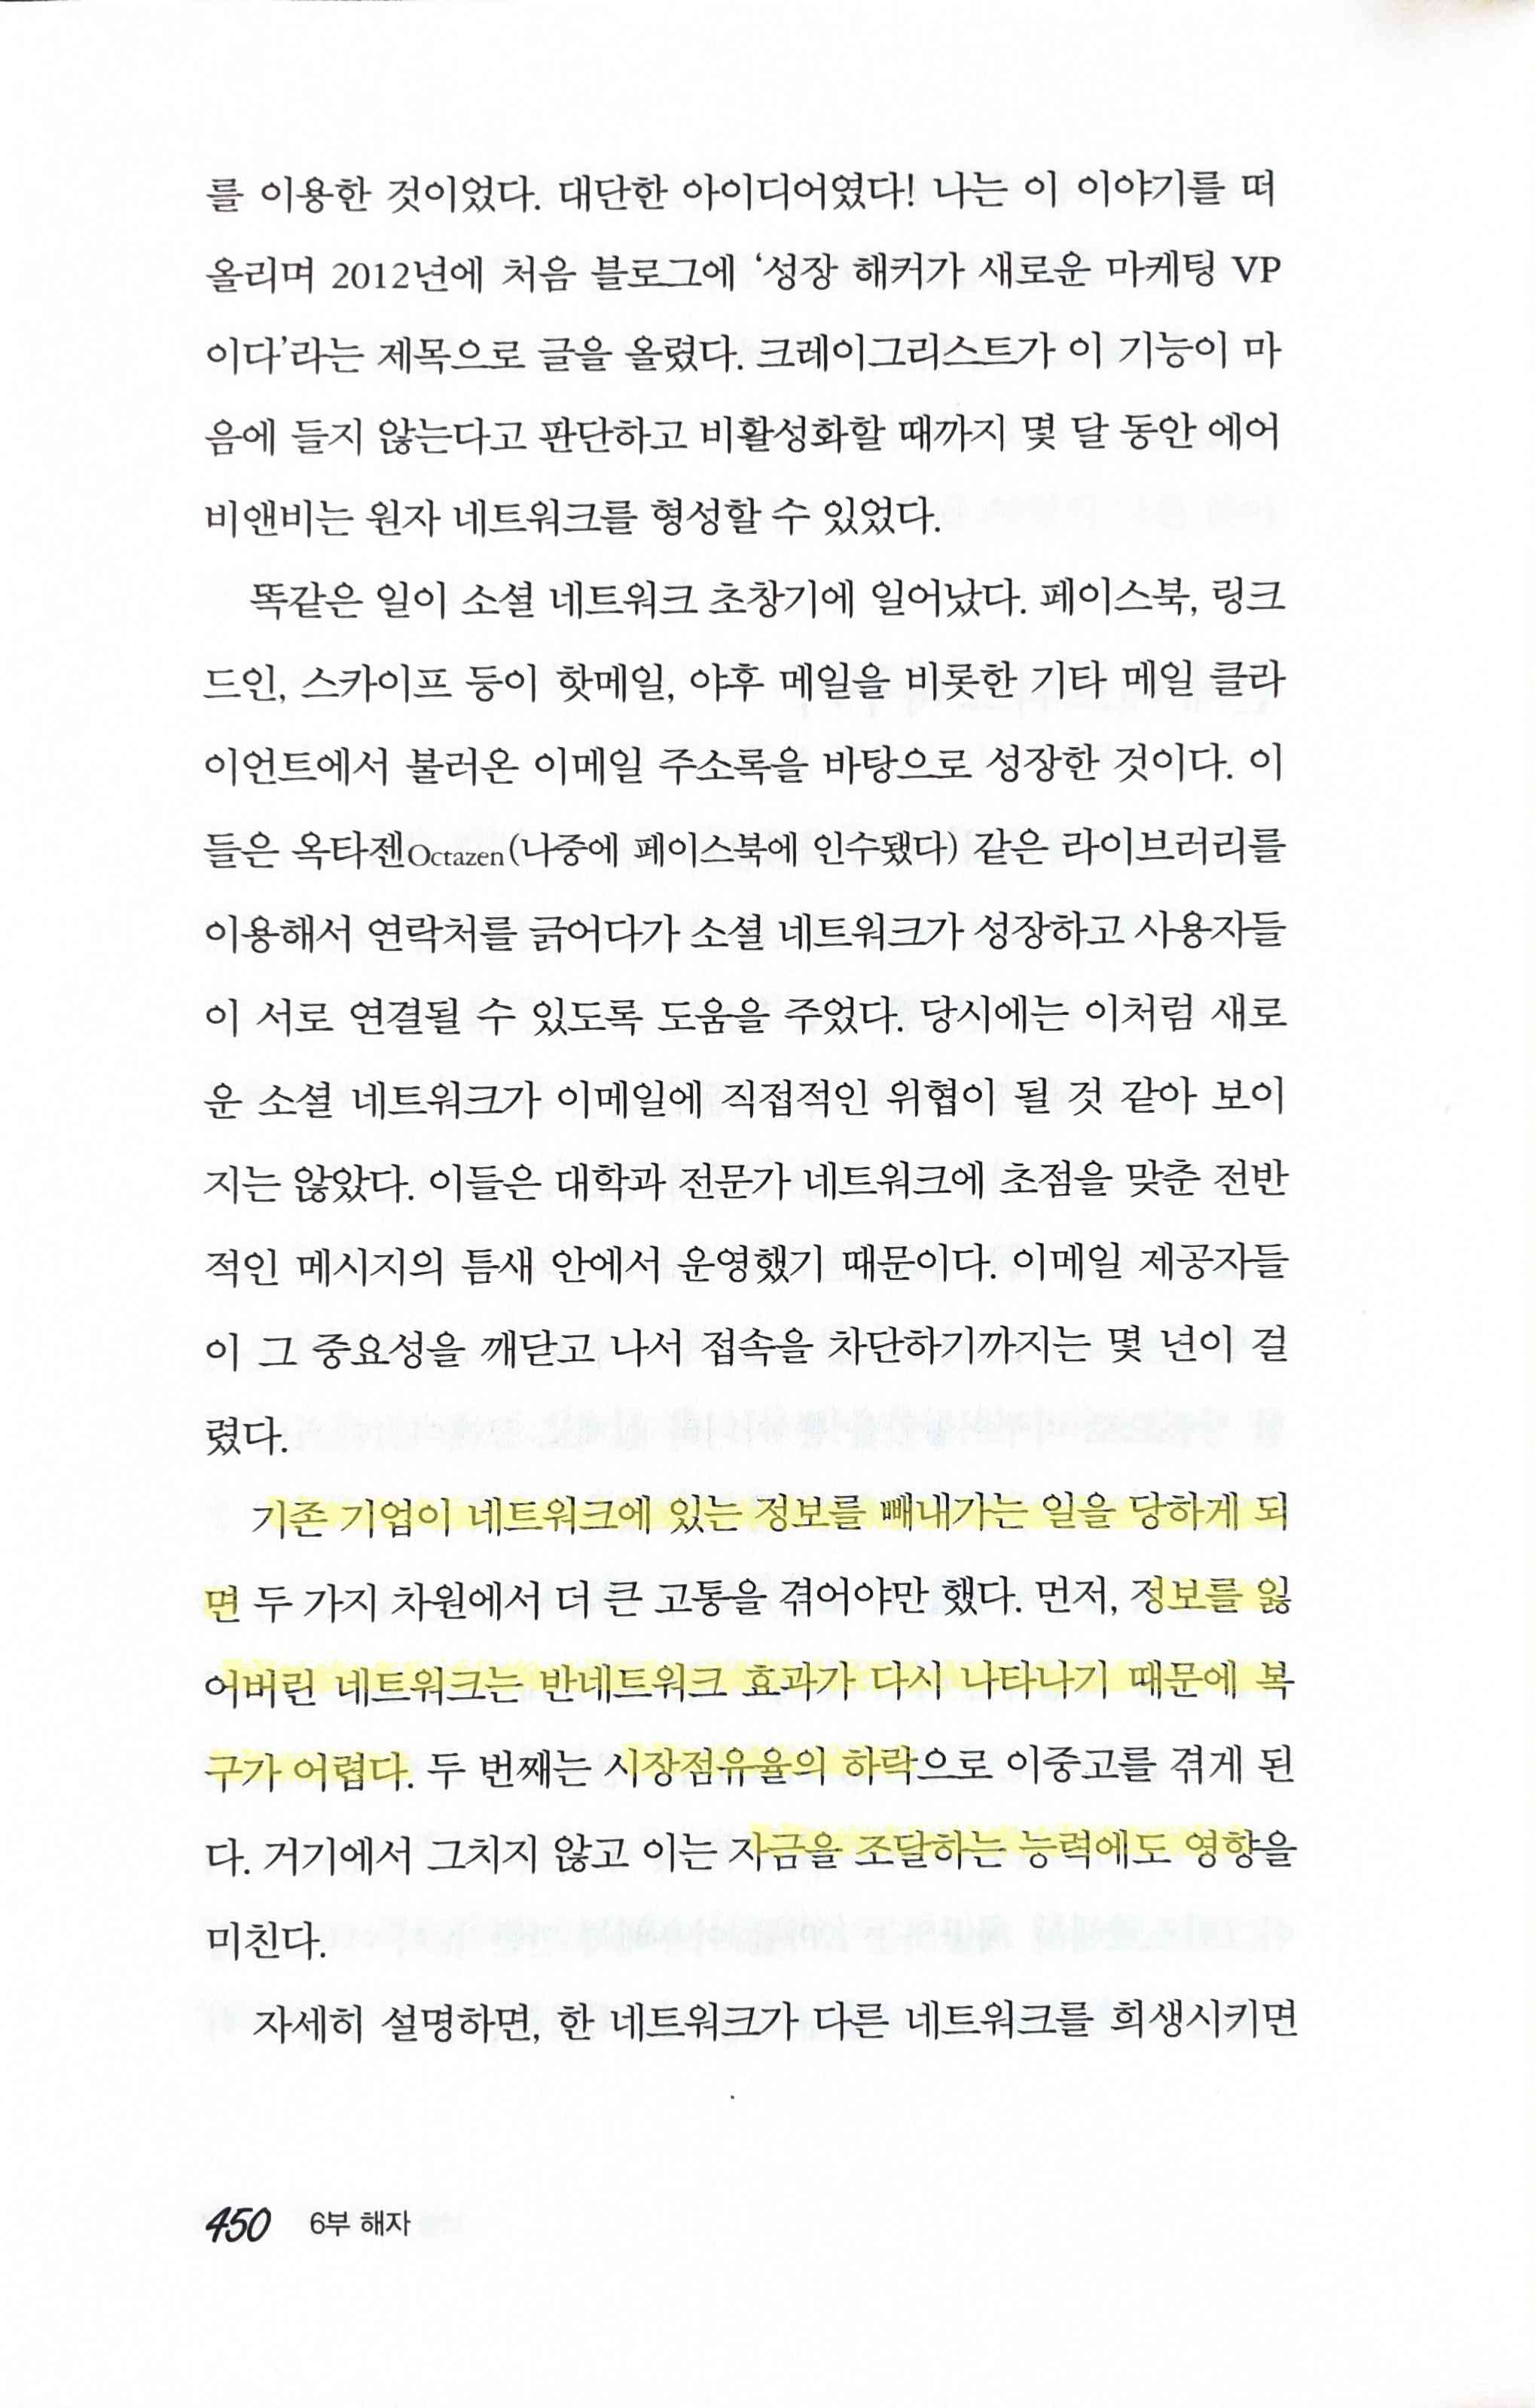 를 이용한 것이었다. 대단한 아이디어였다! 나는 이 이야기를 떠
올리며 2012년에 처음 블로그에 ‘성장 해커가 새로운 마케팅 VP
이다’라는 제목으로 글을 올렸다. 크레이그리스트가 이 기능이 마
음에 들지 않는다고 판단하고 비활성화할 때까지 몇 달 동안 에어
비앤비는 원자 네트워크를 형성할 수 있었다.
똑같은 일이 소셜 네트워크 초창기에 일어났다. 페이스북, 링크
드인, 스카이프 등이 핫메일, 야후 메일을 비롯한 기타 메일 클라
이언트에서 불러온 이메일 주소록을 바탕으로 성장한 것이다. 이
들은 옥타젠Octazen(나중에 페이스북에 인수됐다) 같은 라이브러리를
이용해서 연락처를 긁어다가 소셜 네트워크가 성장하고 사용자들
이 서로 연결될 수 있도록 도움을 주었다. 당시에는 이처럼 새로
운 소셜 네트워크가 이메일에 직접적인 위협이 될 것 같아 보이
지는 않았다. 이들은 대학과 전문가 네트워크에 초점을 맞춘 전반
적인 메시지의 틈새 안에서 운영했기 때문이다. 이메일 제공자들
이 그 중요성을 깨닫고 나서 접속을 차단하기까지는 몇 년이 걸
렸다.
기존 기업이 네트워크에 있는 정보를 빼내가는 일을 당하게 되
면 두 가지 차원에서 더 큰 고통을 겪어야만 했다. 먼저, 정보를 잃
어버린 네트워크는 반네트워크 효과가 다시 나타나기 때문에 복
구가 어렵다. 두 번째는 시장점유율의 하락으로 이중고를 겪게 된
다. 거기에서 그치지 않고 이는 자금을 조달하는 능력에도 영향을
미친다.
자세히 설명하면, 한 네트워크가 다른 네트워크를 희생시키면
450 6부 해자